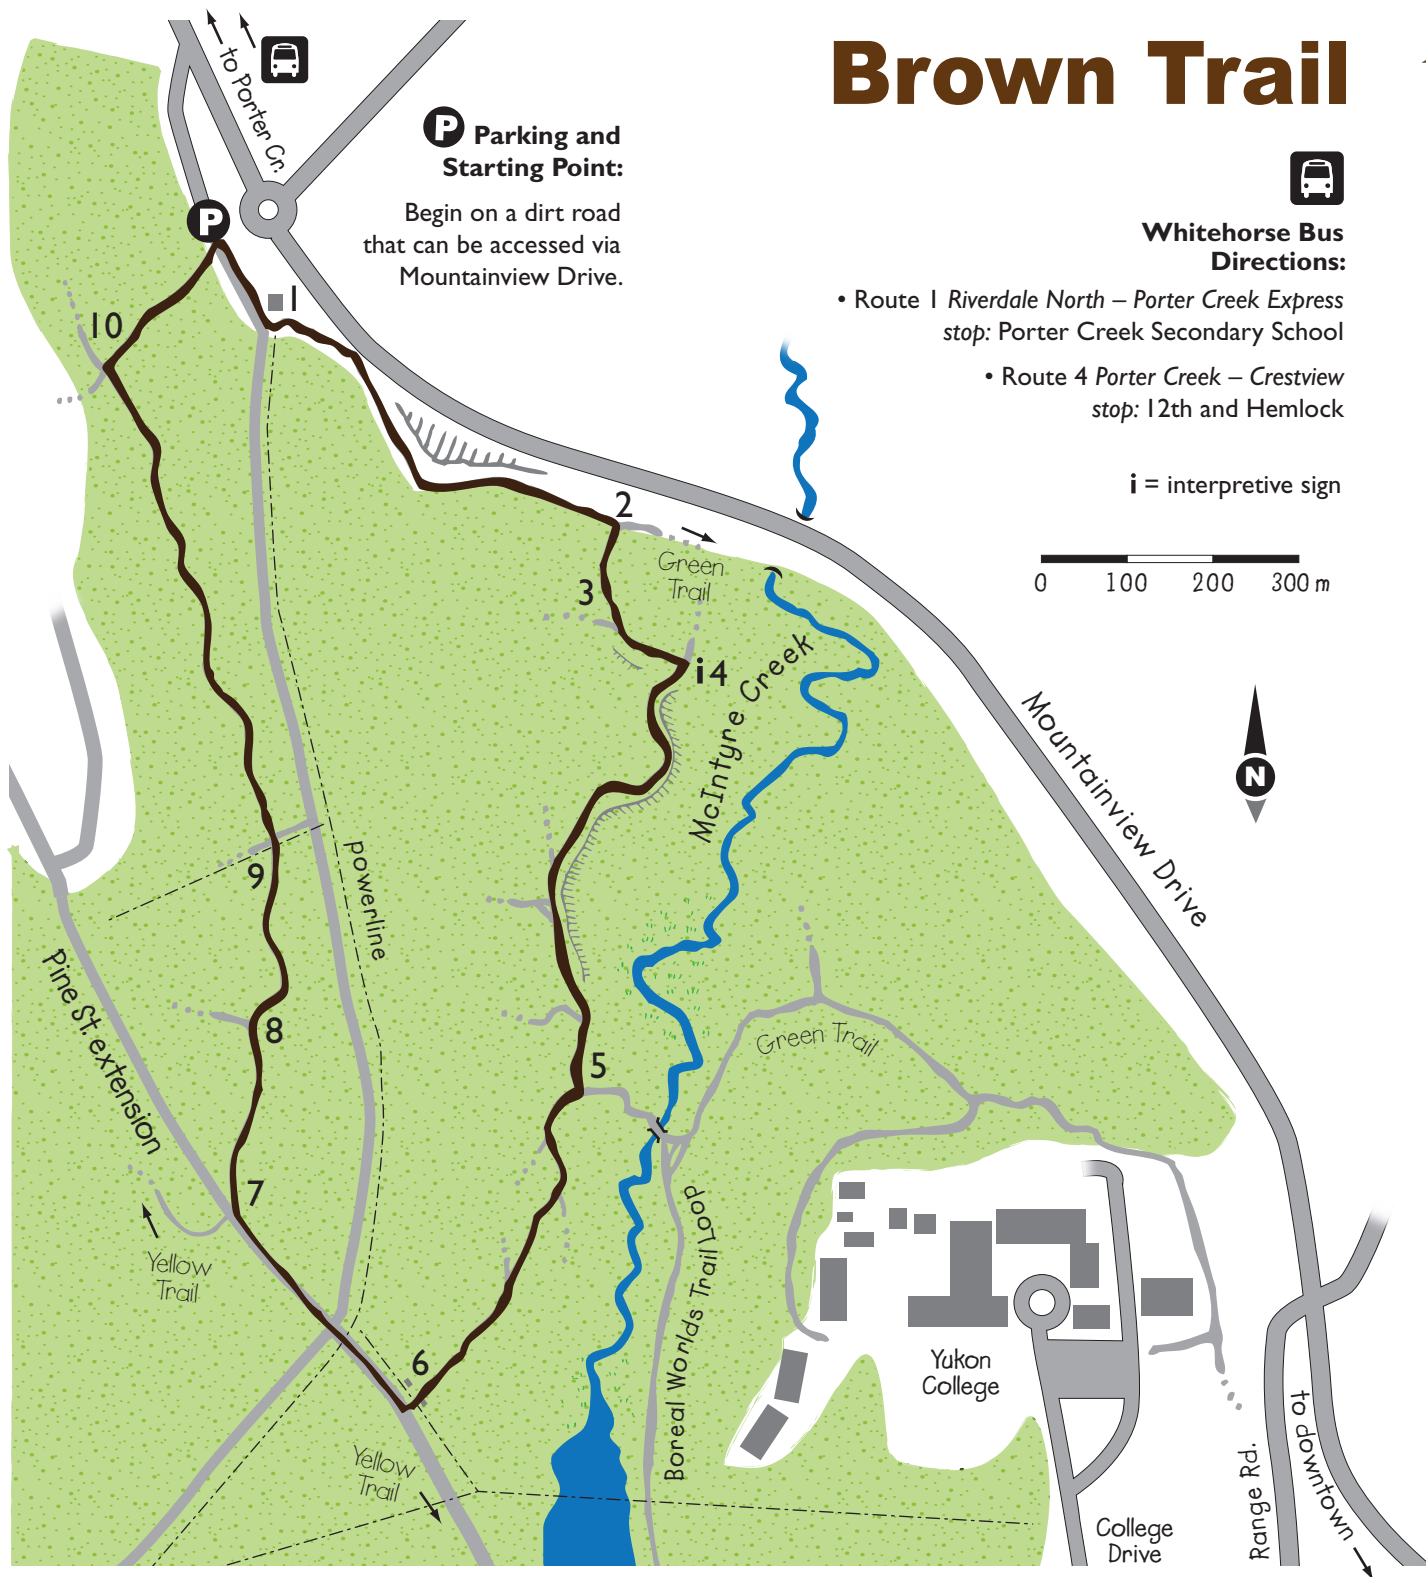 Brown Trail
to Porter Cr.
P Parking and
Starting Point:
Begin on a dirt road
that can be accessed via
Mountainview Drive.
Whitehorse Bus
Directions:
• Route 1 Riverdale North – Porter Creek Express
stop: Porter Creek Secondary School
• Route 4 Porter Creek – Crestview
stop: 12th and Hemlock
i = interpretive sign
0 100 200 300 m
N
P
1
10
2
Green
Trail
3
i4
McIntyre Creek
Mountainview Drive
powerline
9
Pine St. extension
8
5
Green Trail
7
Yellow
Trail
Boreal Worlds Trail Loop
6
Yellow
Trail
Yukon
College
College
Drive
Range Rd.
to downtown